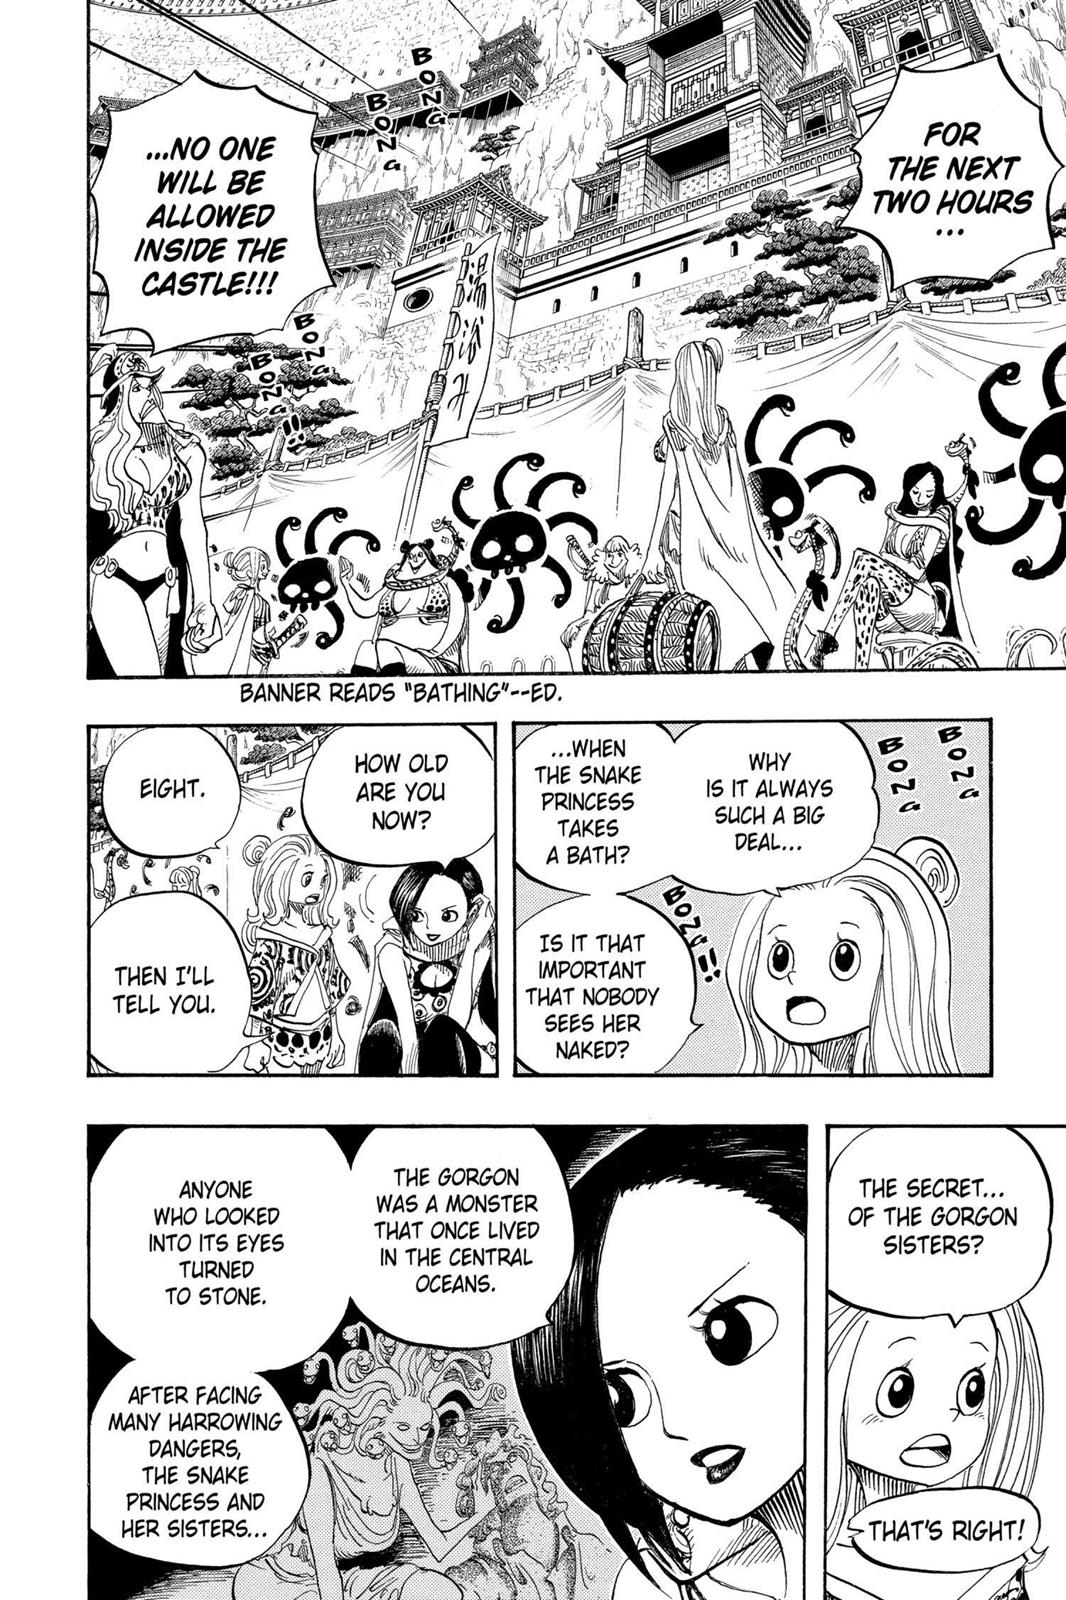 FOR
THE NEXT
TWO HOURS
...
...NO ONE
WILL BE
ALLOWED
INSIDE THE
CASTLE!!!
BONG
BONG
BONG
BONG!!
湯浴み
BANNER READS "BATHING"--ED.
BONG
BONG
WHY
IS IT ALWAYS
SUCH A BIG
DEAL...
...WHEN
THE SNAKE
PRINCESS
TAKES
A BATH?
BONG!!
IS IT THAT
IMPORTANT
THAT NOBODY
SEES HER
NAKED?
HOW OLD
ARE YOU
NOW?
EIGHT.
THEN I'LL
TELL YOU.
THE SECRET...
OF THE GORGON
SISTERS?
THAT'S RIGHT!
THE GORGON
WAS A MONSTER
THAT ONCE LIVED
IN THE CENTRAL
OCEANS.
ANYONE
WHO LOOKED
INTO ITS EYES
TURNED
TO STONE.
AFTER FACING
MANY HARROWING
DANGERS,
THE SNAKE
PRINCESS AND
HER SISTERS...